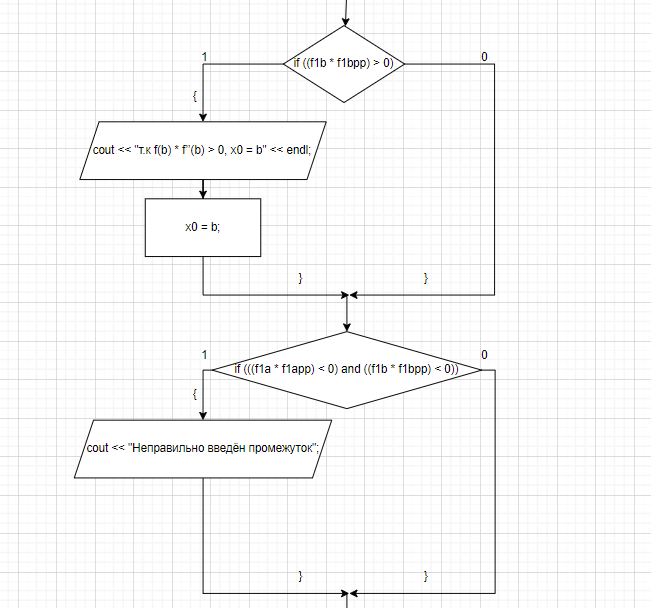 if ((f1b * f1bpp) > 0)
1
0
{
cout << "т.к f(b) * f''(b) > 0, x0 = b" << endl;
x0 = b;
}
}
if (((f1a * f1app) < 0) and ((f1b * f1bpp) < 0))
1
0
{
cout << "Неправильно введён промежуток";
}
}